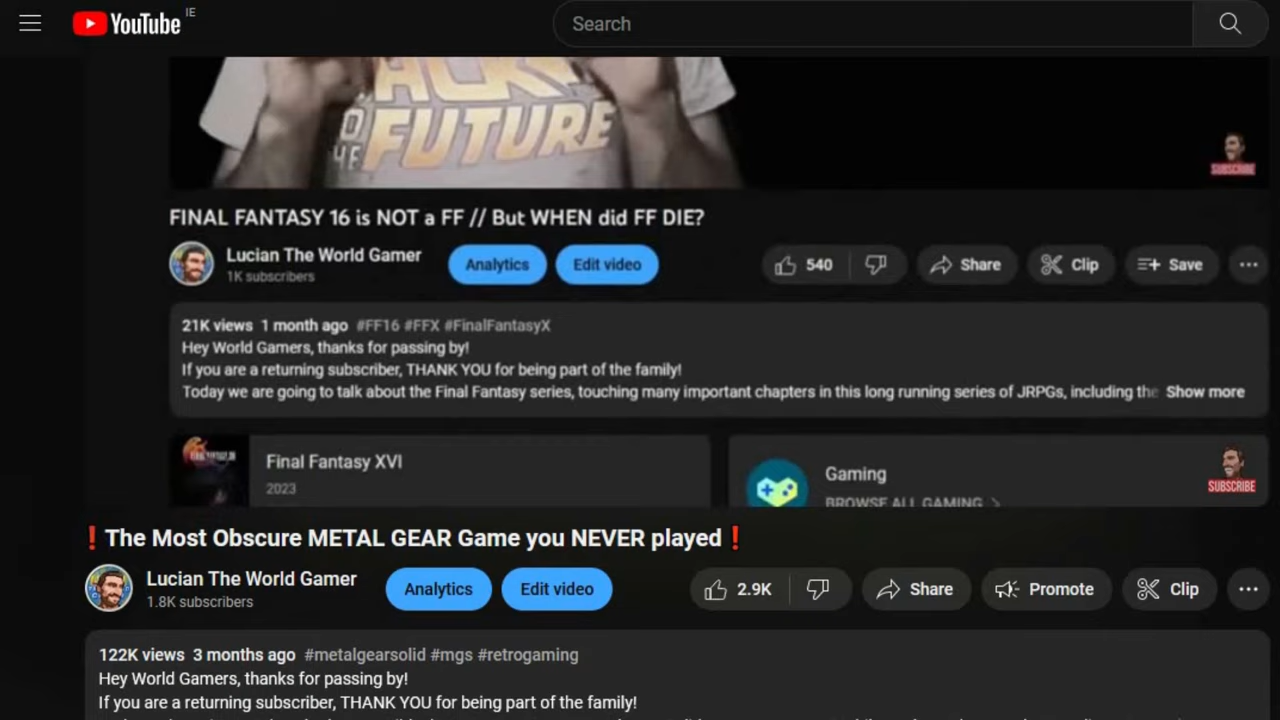 YouTube IE
Search
BACK
TO
THE FUTURE
SUBSCRIBE
FINAL FANTASY 16 is NOT a FF // But WHEN did FF DIE?
Lucian The World Gamer
1K subscribers
Analytics
Edit video
540
Share
Clip
Save
21K views 1 month ago #FF16 #FFX #FinalFantasyX
Hey World Gamers, thanks for passing by!
If you are a returning subscriber, THANK YOU for being part of the family!
Today we are going to talk about the Final Fantasy series, touching many important chapters in this long running series of JRPGs, including the Show more
Final Fantasy XVI
2023
Gaming
BROWSE ALL GAMING
SUBSCRIBE
❗The Most Obscure METAL GEAR Game you NEVER played❗
Lucian The World Gamer
1.8K subscribers
Analytics
Edit video
2.9K
Share
Promote
Clip
122K views 3 months ago #metalgearsolid #mgs #retrogaming
Hey World Gamers, thanks for passing by!
If you are a returning subscriber, THANK YOU for being part of the family!